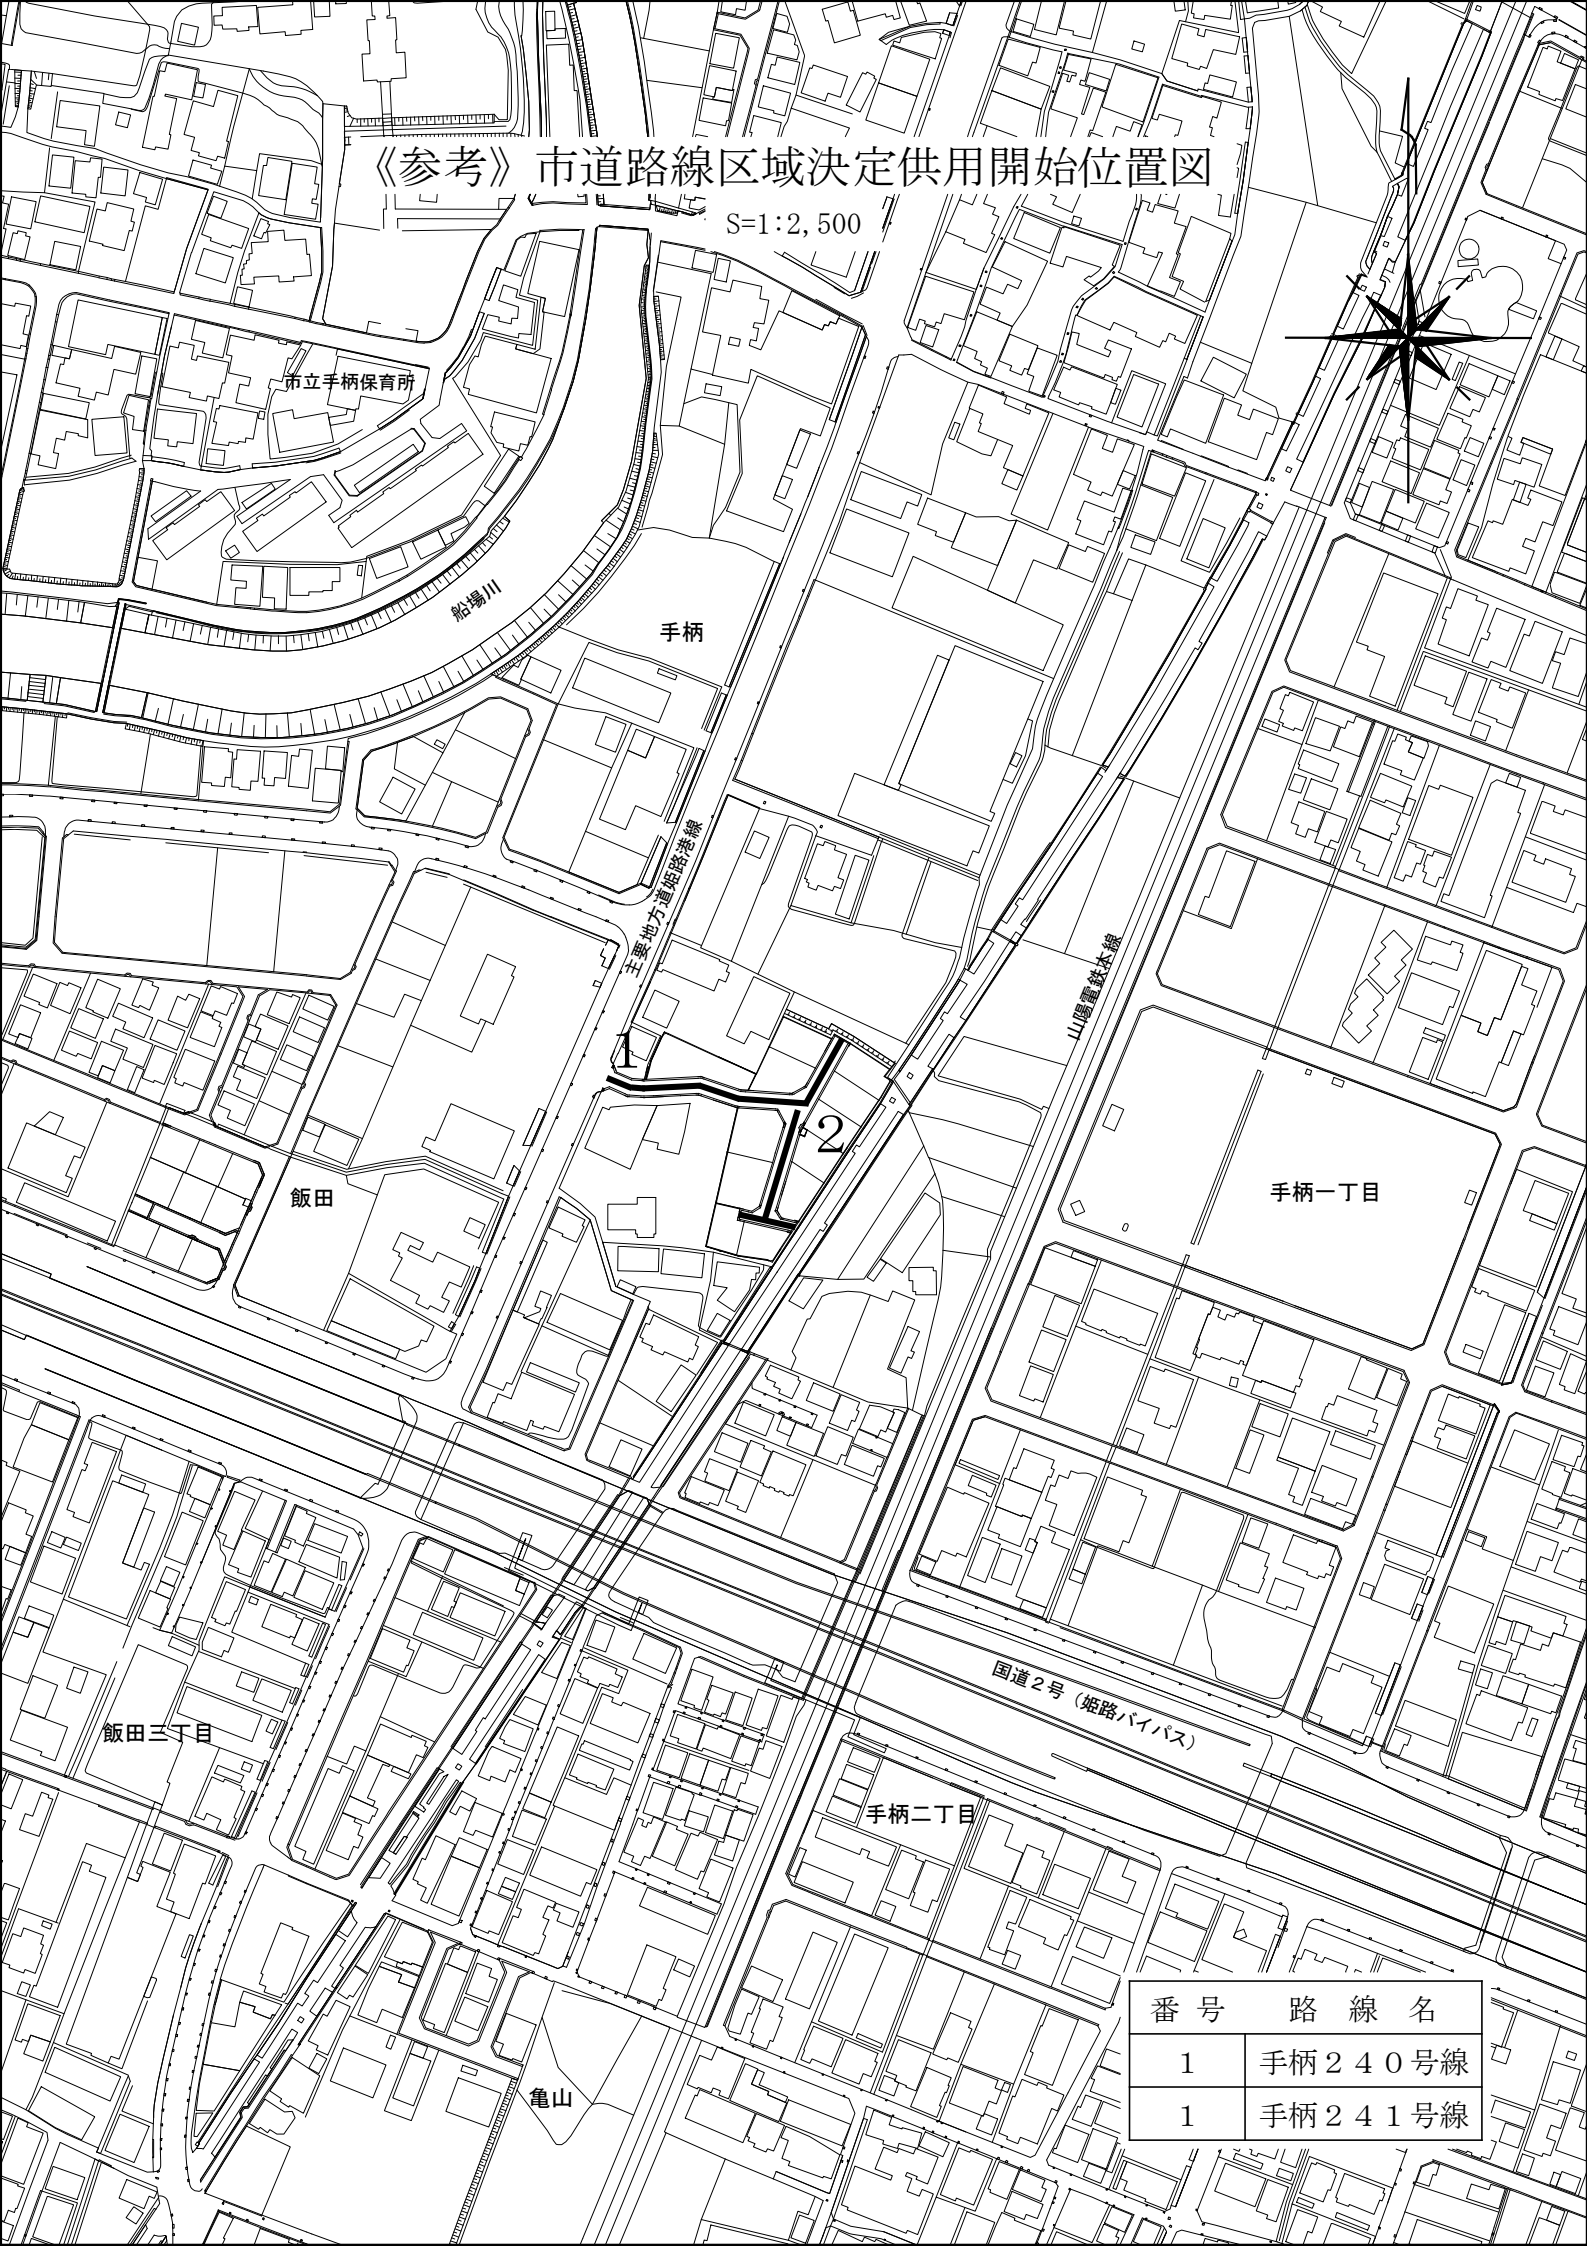 《参考》市道路線区域決定供用開始位置図
S=1:2,500
市立手柄保育所
船場川
手柄
主要地方道姫路港線
山陽電鉄本線
1
2
飯田
手柄一丁目
国道２号（姫路バイパス）
飯田三丁目
手柄二丁目
亀山
番号 路線名
1 手柄２４０号線
1 手柄２４１号線